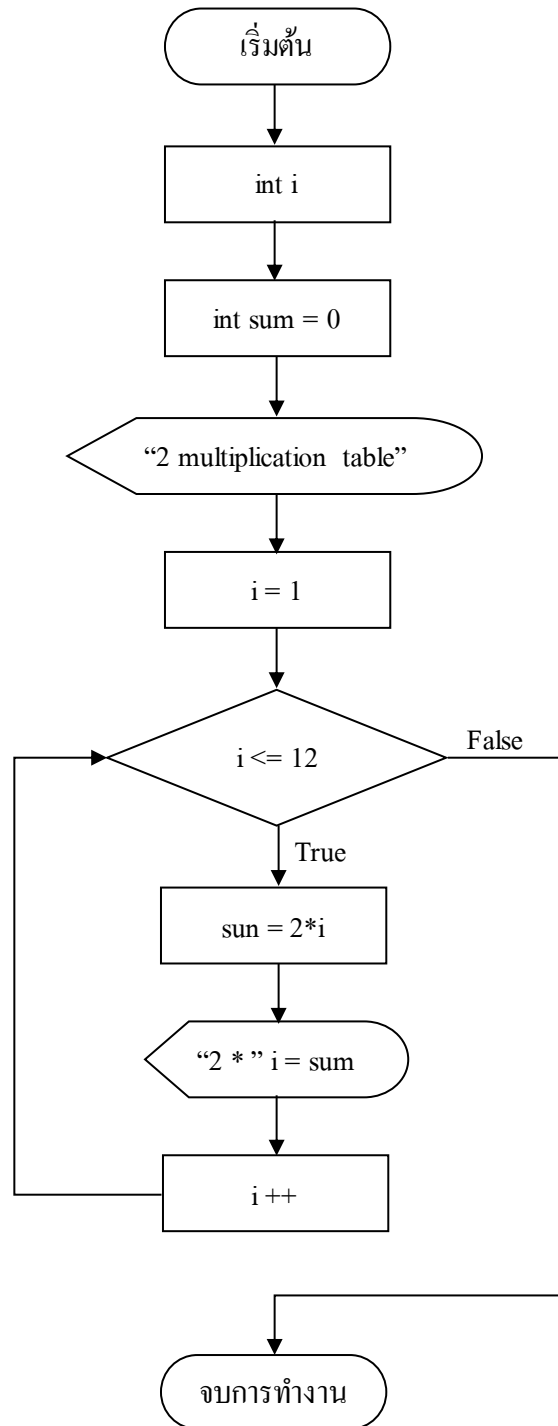 เริ่มต้น
int i
int sum = 0
“2 multiplication table”
i = 1
i <= 12
False
True
sun = 2*i
“2 * ” i = sum
i ++
จบการทำงาน